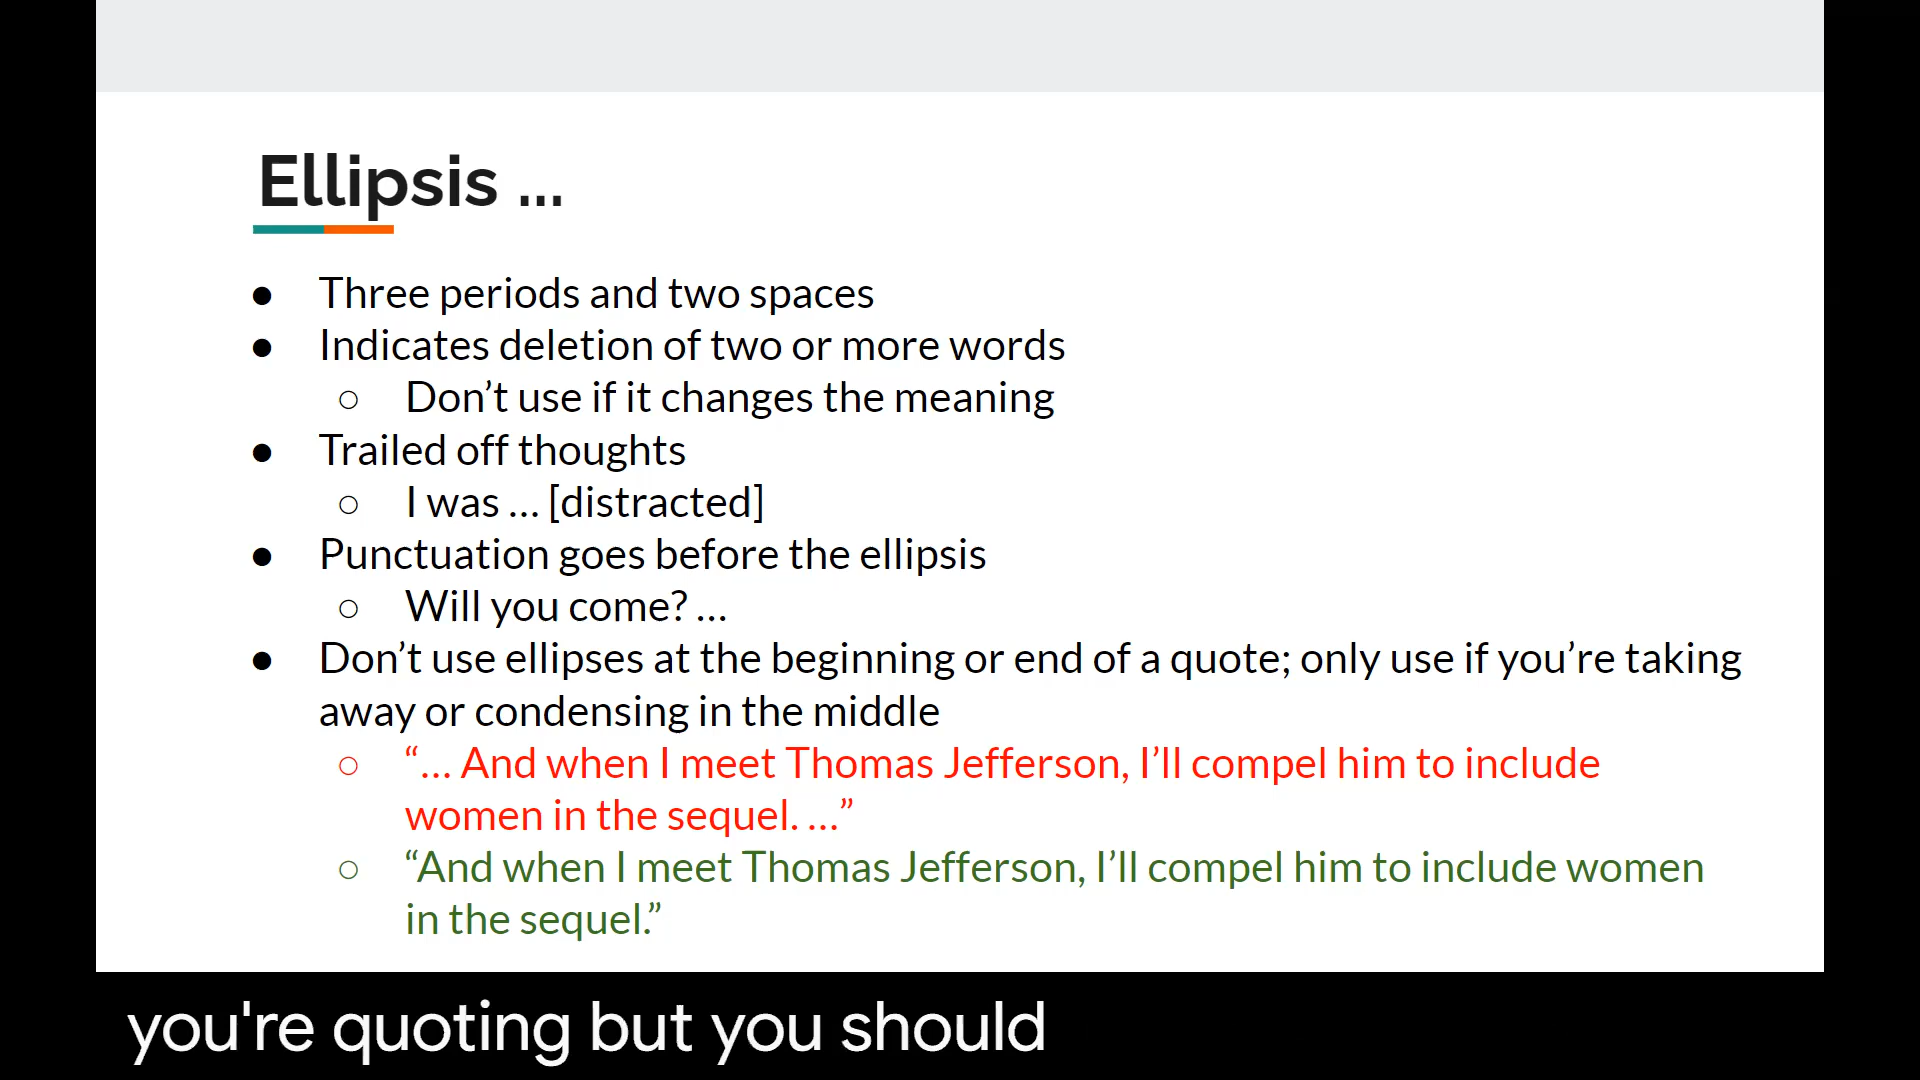 Ellipsis ...
● Three periods and two spaces
● Indicates deletion of two or more words
○ Don’t use if it changes the meaning
● Trailed off thoughts
○ I was … [distracted]
● Punctuation goes before the ellipsis
○ Will you come? …
● Don’t use ellipses at the beginning or end of a quote; only use if you’re taking
away or condensing in the middle
○ “… And when I meet Thomas Jefferson, I’ll compel him to include
women in the sequel. …”
○ “And when I meet Thomas Jefferson, I’ll compel him to include women
in the sequel.”
you're quoting but you should